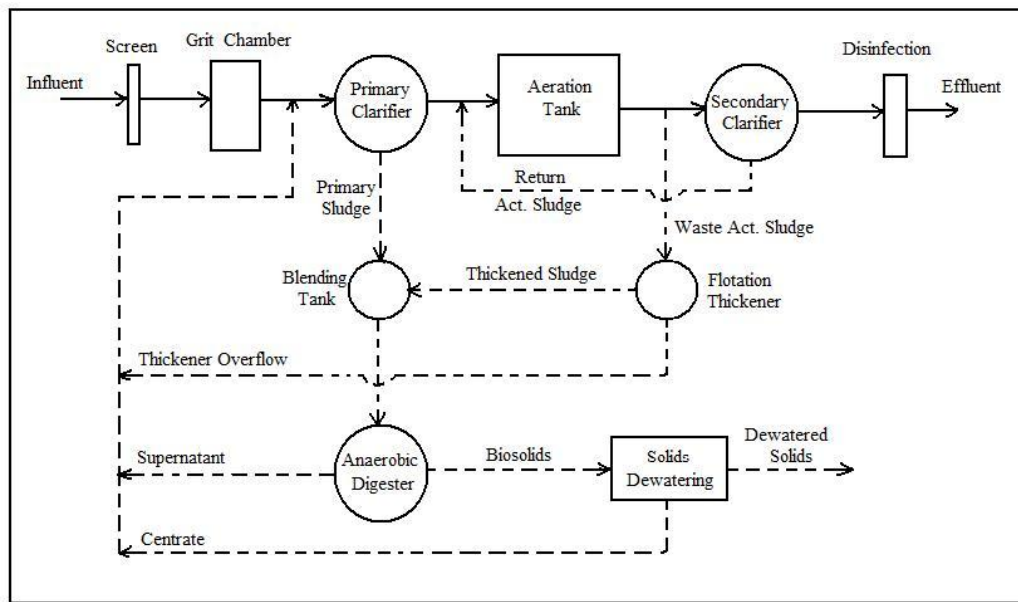 Screen
Grit Chamber
Disinfection
Influent
Primary
Clarifier
Aeration
Tank
Secondary
Clarifier
Effluent
Primary
Sludge
Return
Act. Sludge
Waste Act. Sludge
Blending
Tank
Thickened Sludge
Flotation
Thickener
Thickener Overflow
Supernatant
Anaerobic
Digester
Biosolids
Solids
Dewatering
Dewatered
Solids
Centrate